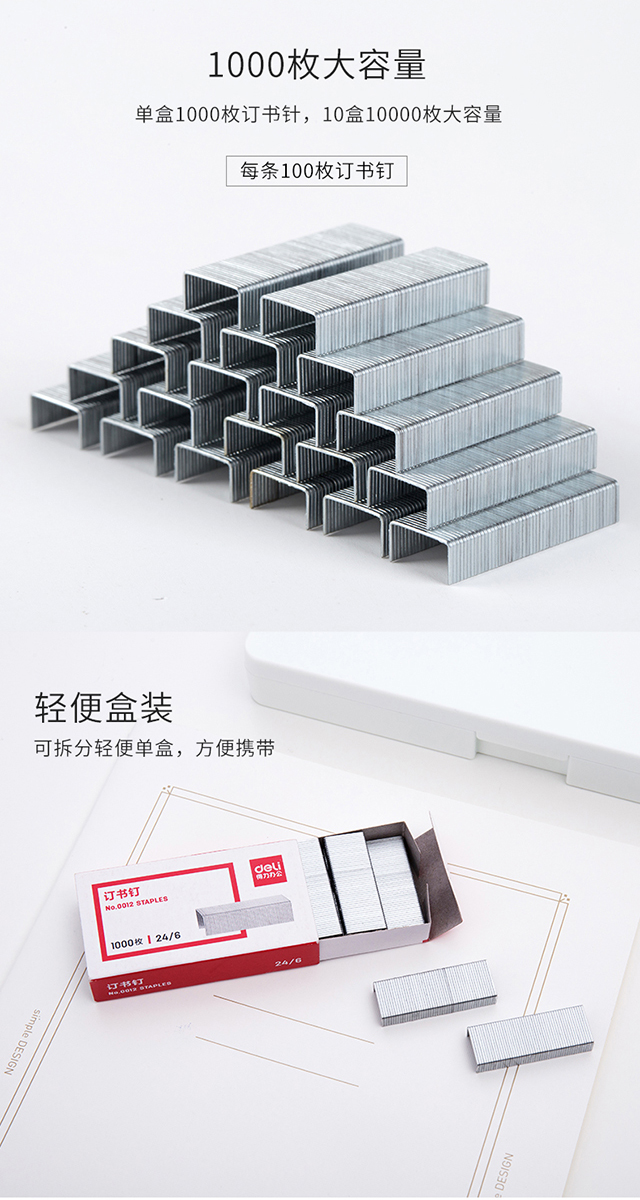 1000枚大容量
单盒1000枚订书针，10盒10000枚大容量
每条100枚订书钉
轻便盒装
可拆分轻便单盒，方便携带
deli
得力办公
订书钉
No.0012 STAPLES
1000枚 24/6
24/6
订书钉
No.0012 STAPLES
simple DESIGN
simple DESIGN